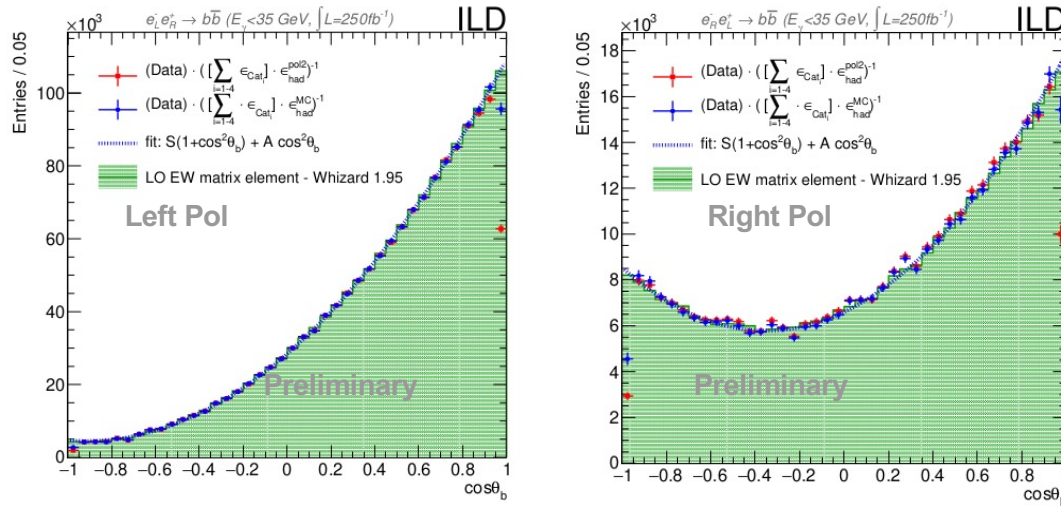 e⁻_L e⁺_R → bb̄ (E_γ<35 GeV, ∫L=250fb⁻¹) ILD
×10³
(Data) · ([∑_{i=1-4} ϵ_{Cat_i}] · ϵ_{had}^{pol2})⁻¹
(Data) · ([∑_{i=1-4} · ϵ_{Cat_i}] · ϵ_{had}^{MC})⁻¹
fit: S(1+cos²θ_b) + A cos²θ_b
LO EW matrix element - Whizard 1.95
Left Pol
Preliminary
Entries / 0.05
100
80
60
40
20
0
−1 −0.8 −0.6 −0.4 −0.2 0 0.2 0.4 0.6 0.8 1
cosθ_b
e⁻_R e⁺_L → bb̄ (E_γ<35 GeV, ∫L=250fb⁻¹) ILD
×10³
(Data) · ([∑_{i=1-4} ϵ_{Cat_i}] · ϵ_{had}^{pol2})⁻¹
(Data) · ([∑_{i=1-4} · ϵ_{Cat_i}] · ϵ_{had}^{MC})⁻¹
fit: S(1+cos²θ_b) + A cos²θ_b
LO EW matrix element - Whizard 1.95
Right Pol
Preliminary
Entries / 0.05
18
16
14
12
10
8
6
4
2
0
−1 −0.8 −0.6 −0.4 −0.2 0 0.2 0.4 0.6 0.8 1
cosθ